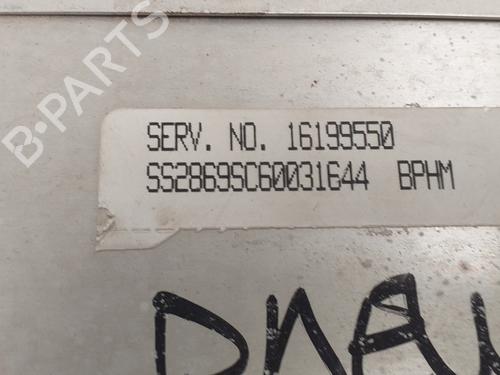 B-PARTS
SERV. NO. 16199550
SS2869SC60031644 BPHM